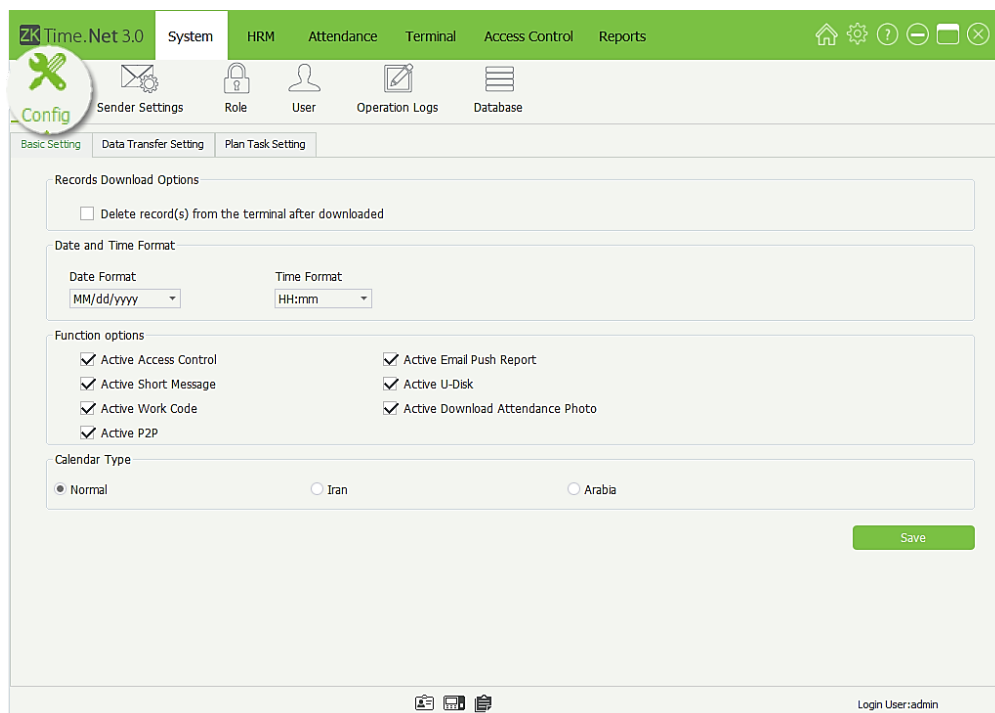 ZK Time.Net 3.0 System HRM Attendance Terminal Access Control Reports ?
Config Sender Settings Role User Operation Logs Database
Basic Setting Data Transfer Setting Plan Task Setting
Records Download Options
Delete record(s) from the terminal after downloaded
Date and Time Format
Date Format Time Format
MM/dd/yyyy HH:mm
Function options
Active Access Control Active Email Push Report
Active Short Message Active U-Disk
Active Work Code Active Download Attendance Photo
Active P2P
Calendar Type
Normal Iran Arabia
Save
Login User:admin